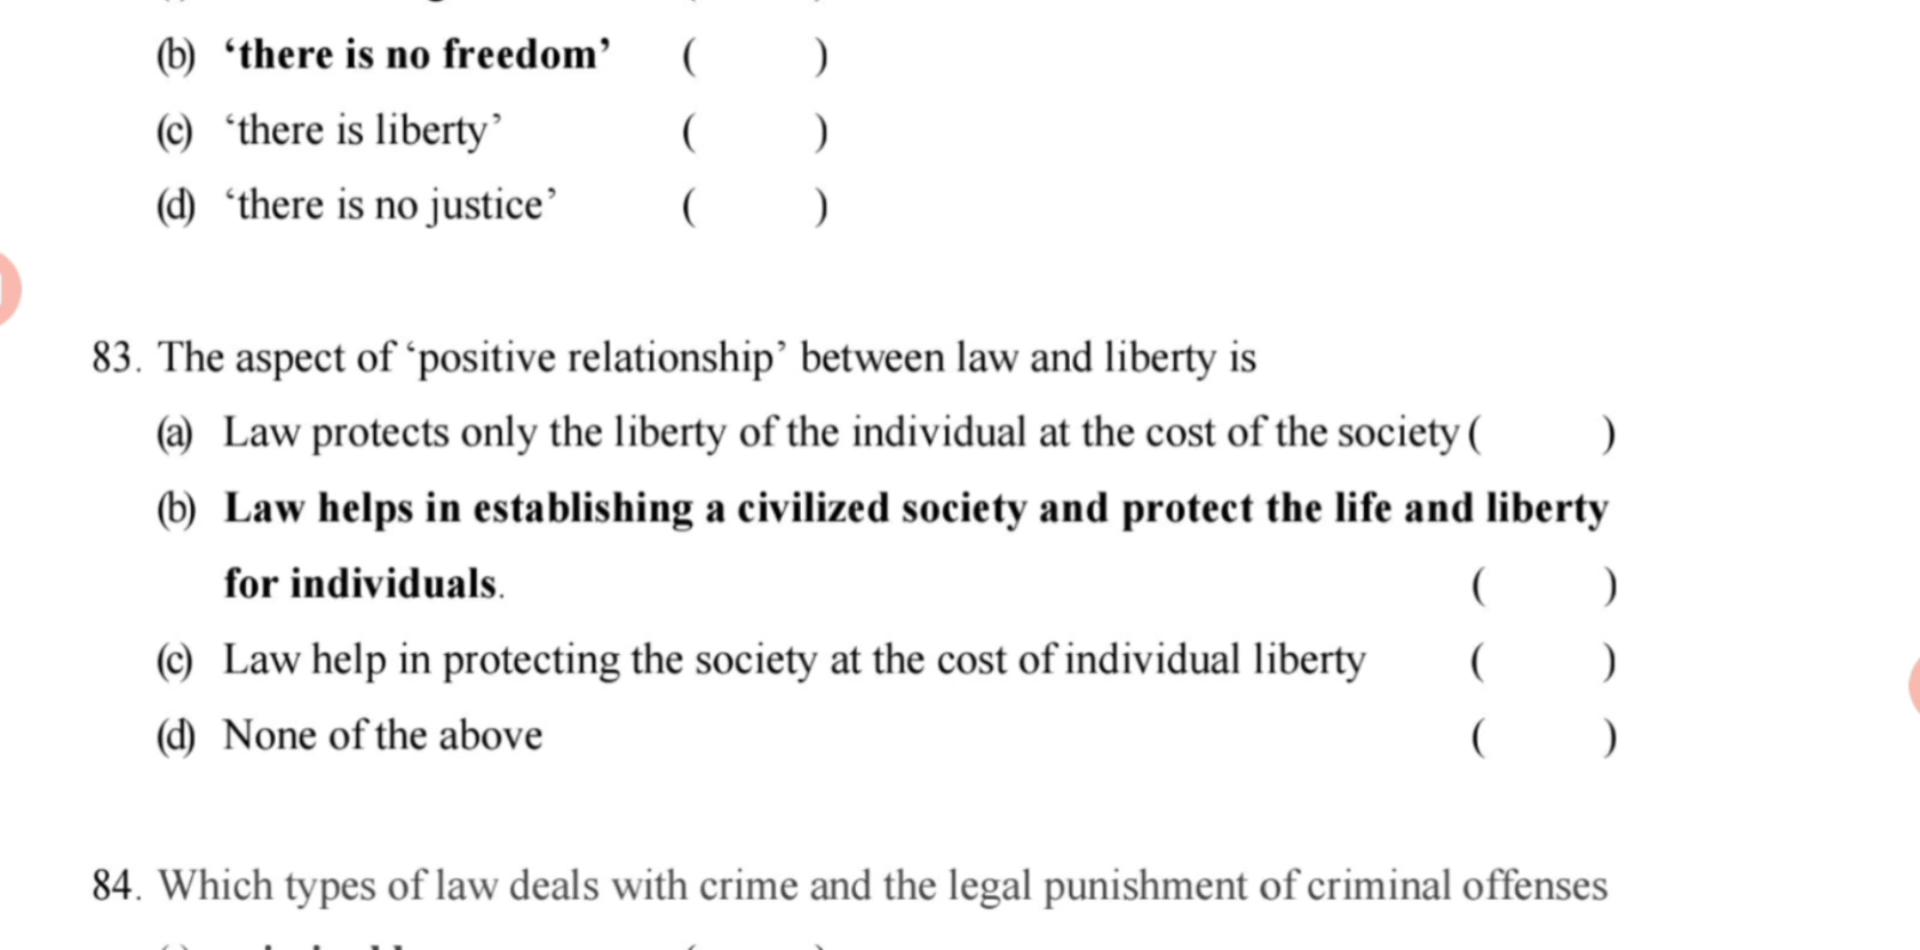 (b) ‘there is no freedom’ ( )
(c) ‘there is liberty’ ( )
(d) ‘there is no justice’ ( )
83. The aspect of ‘positive relationship’ between law and liberty is
(a) Law protects only the liberty of the individual at the cost of the society ( )
(b) Law helps in establishing a civilized society and protect the life and liberty
for individuals. ( )
(c) Law help in protecting the society at the cost of individual liberty ( )
(d) None of the above ( )
84. Which types of law deals with crime and the legal punishment of criminal offenses